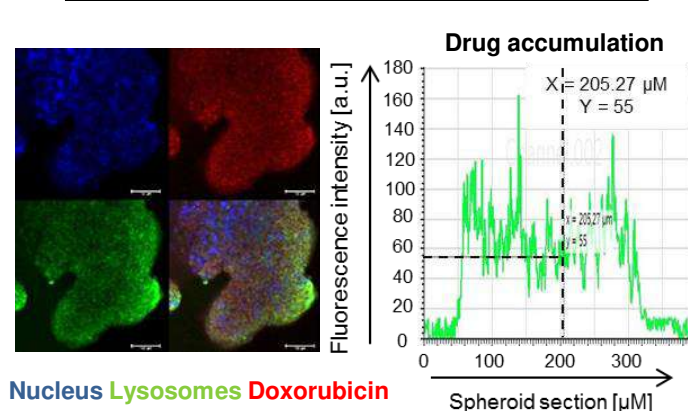 Drug accumulation
Fluorescence intensity [a.u.]
180
160
140
120
100
80
60
40
20
0
X = 205.27 µM
Y = 55
x = 205,27 µm
y = 55
0 100 200 300
Spheroid section [µM]
Nucleus Lysosomes Doxorubicin